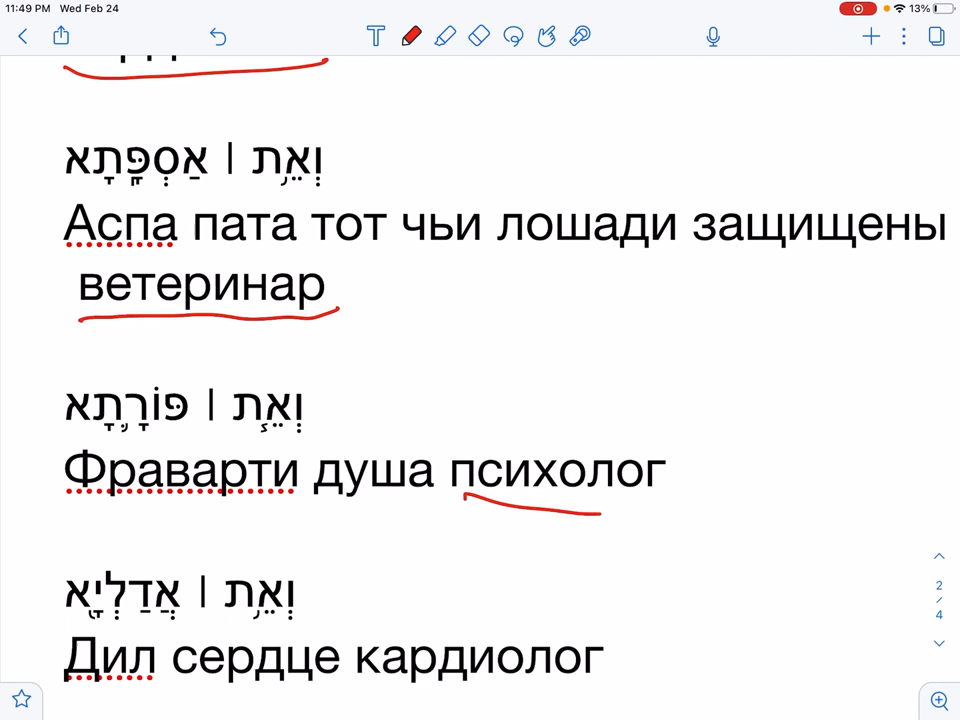 11:49 PM Wed Feb 24
13%
T
וְאֵ֥ת ׀ אַסְפָּֽתָא
Аспа пата тот чьи лошади защищены
ветеринар
וְאֵ֧ת ׀ פּוֹרָ֛תָא
Фраварти душа психолог
וְאֵ֥ת ׀ אֲדַלְיָ֖א
Дил сердце кардиолог
2
4